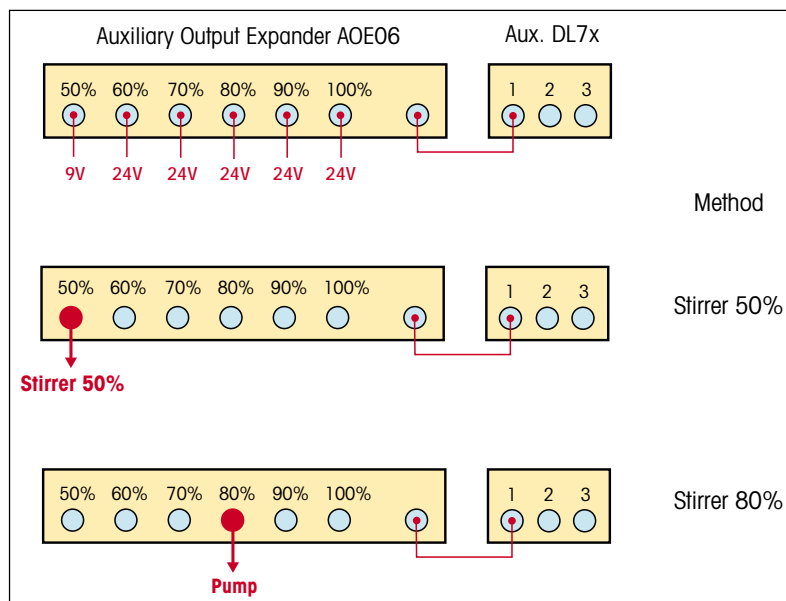 Auxiliary Output Expander AOE06 Aux. DL7x
50% 60% 70% 80% 90% 100% 1 2 3
9V 24V 24V 24V 24V 24V
Method
50% 60% 70% 80% 90% 100% 1 2 3 Stirrer 50%
Stirrer 50%
50% 60% 70% 80% 90% 100% 1 2 3 Stirrer 80%
Pump